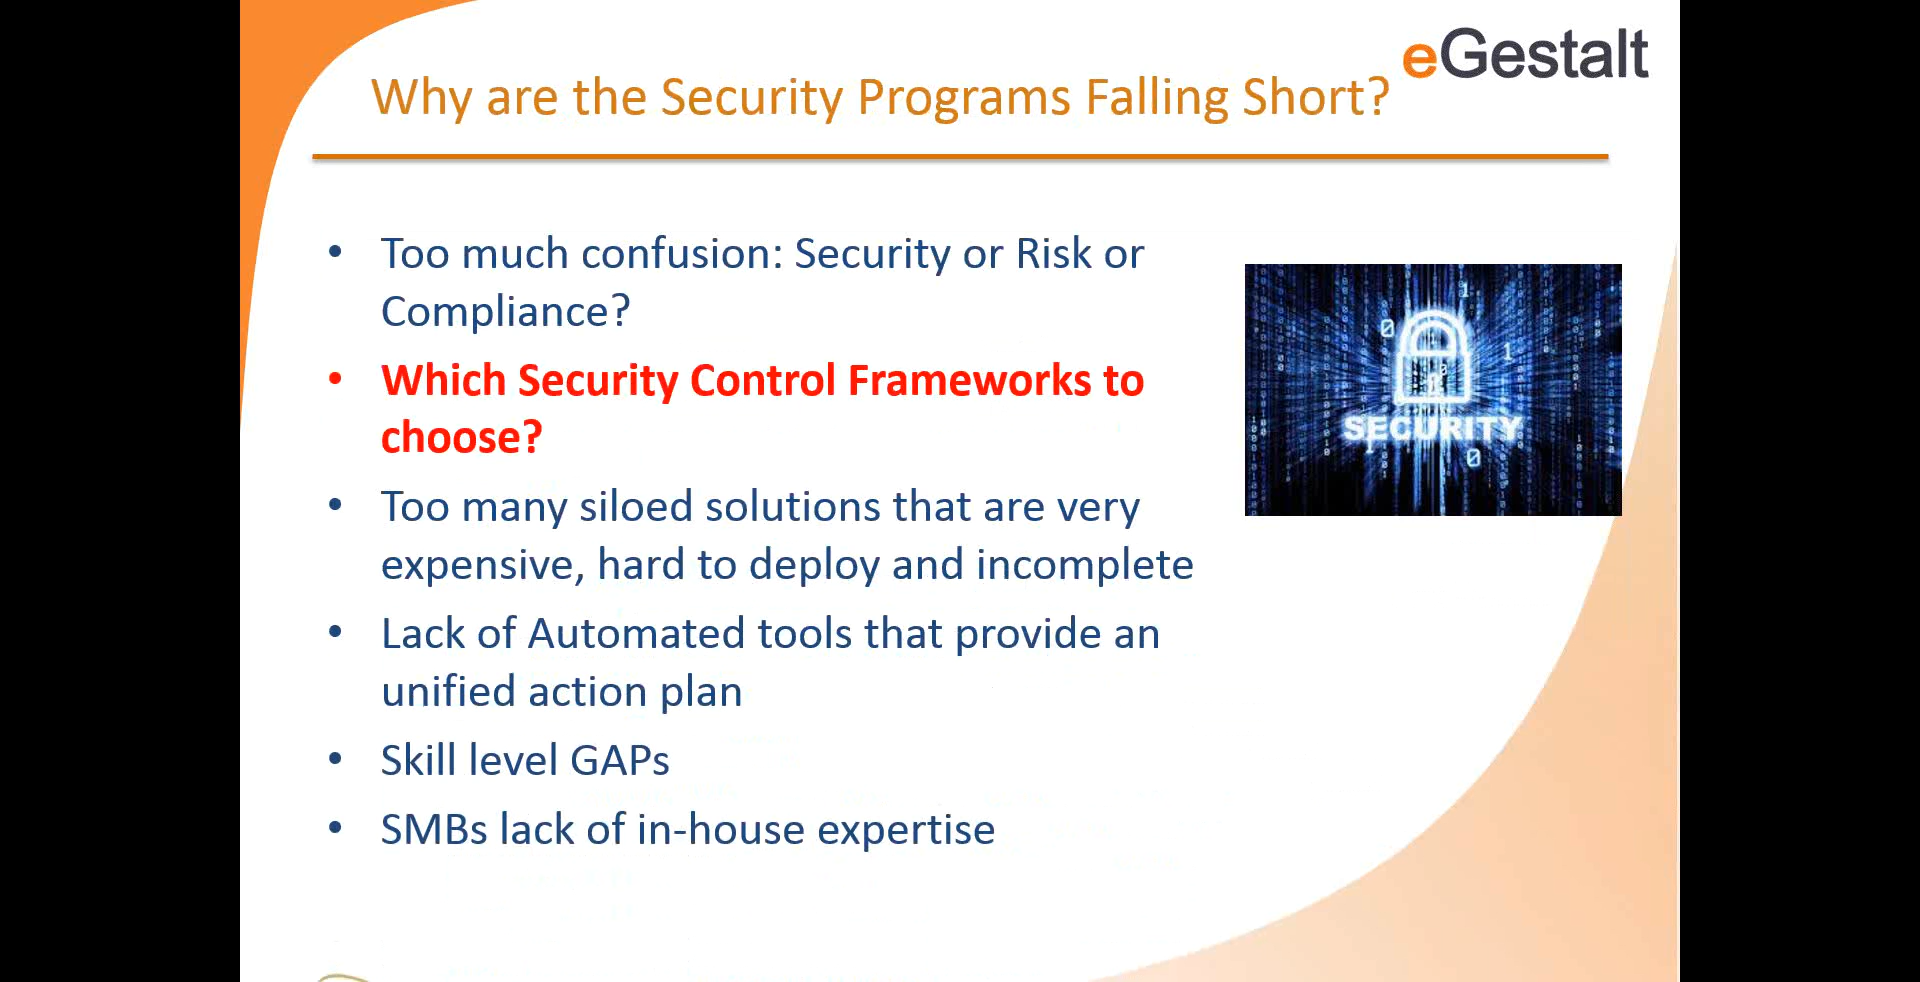 eGestalt
Why are the Security Programs Falling Short?
• Too much confusion: Security or Risk or
Compliance?
• Which Security Control Frameworks to
choose?
• Too many siloed solutions that are very
expensive, hard to deploy and incomplete
• Lack of Automated tools that provide an
unified action plan
• Skill level GAPs
• SMBs lack of in-house expertise
SECURITY